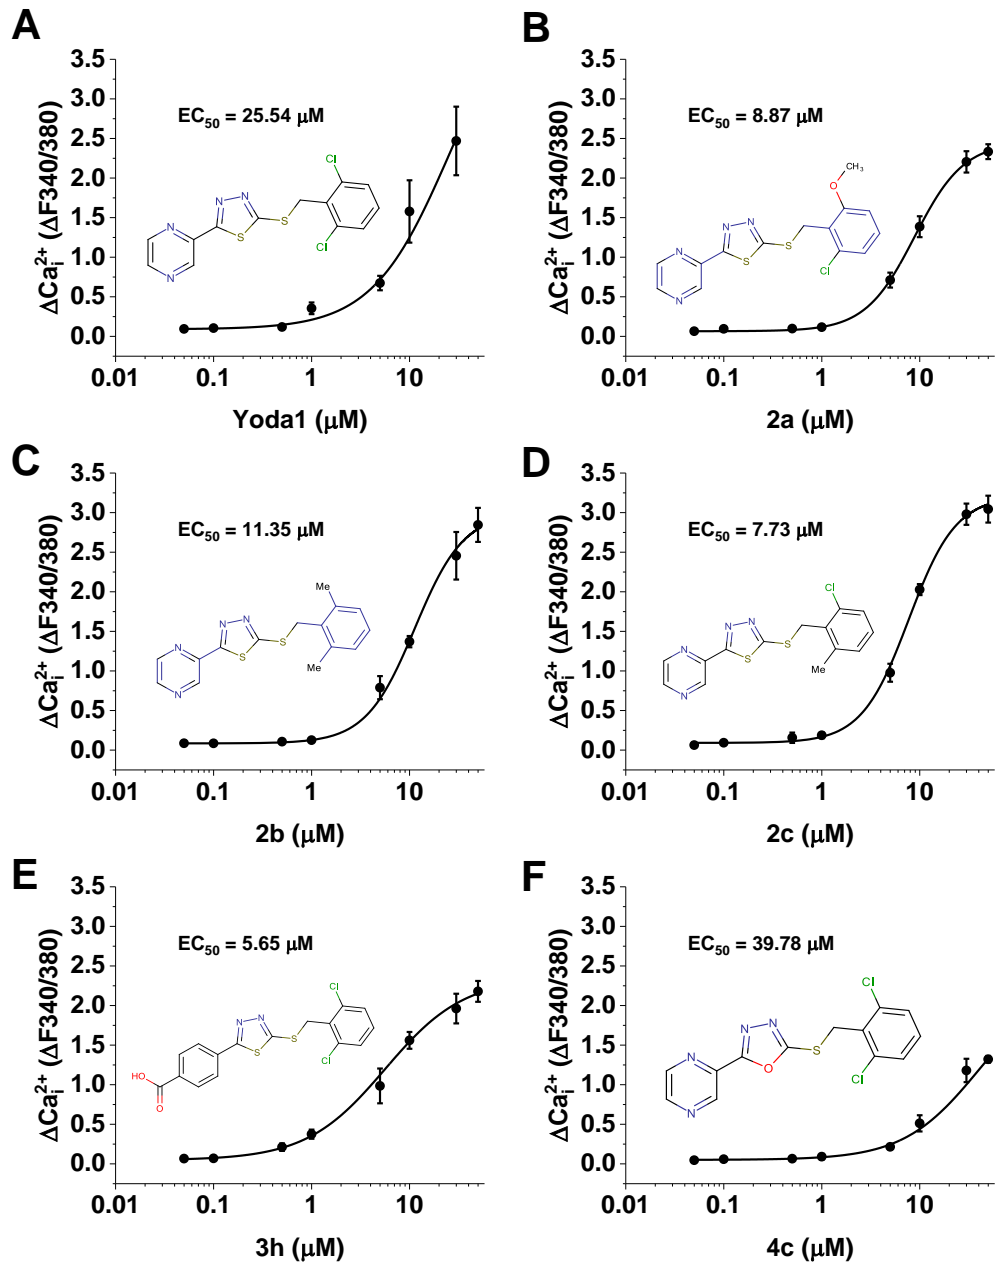 A
3.5
3.0
2.5
2.0
1.5
1.0
0.5
0.0
ΔCa²⁺ᵢ (ΔF340/380)
EC₅₀ = 25.54 μM
Cl
N N
N
S
S
Cl
N
0.01 0.1 1 10
Yoda1 (μM)
B
3.5
3.0
2.5
2.0
1.5
1.0
0.5
0.0
ΔCa²⁺ᵢ (ΔF340/380)
EC₅₀ = 8.87 μM
CH₃
O
N N
S
N
S
Cl
N
0.01 0.1 1 10
2a (μM)
C
3.5
3.0
2.5
2.0
1.5
1.0
0.5
0.0
ΔCa²⁺ᵢ (ΔF340/380)
EC₅₀ = 11.35 μM
Me
N N
S
N
S
Me
N
0.01 0.1 1 10
2b (μM)
D
3.5
3.0
2.5
2.0
1.5
1.0
0.5
0.0
ΔCa²⁺ᵢ (ΔF340/380)
EC₅₀ = 7.73 μM
Cl
N N
S
N
S
Me
N
0.01 0.1 1 10
2c (μM)
E
3.5
3.0
2.5
2.0
1.5
1.0
0.5
0.0
ΔCa²⁺ᵢ (ΔF340/380)
EC₅₀ = 5.65 μM
Cl
N N
S
S
Cl
HO
O
0.01 0.1 1 10
3h (μM)
F
3.5
3.0
2.5
2.0
1.5
1.0
0.5
0.0
ΔCa²⁺ᵢ (ΔF340/380)
EC₅₀ = 39.78 μM
Cl
N N
S
N
O
Cl
N
0.01 0.1 1 10
4c (μM)